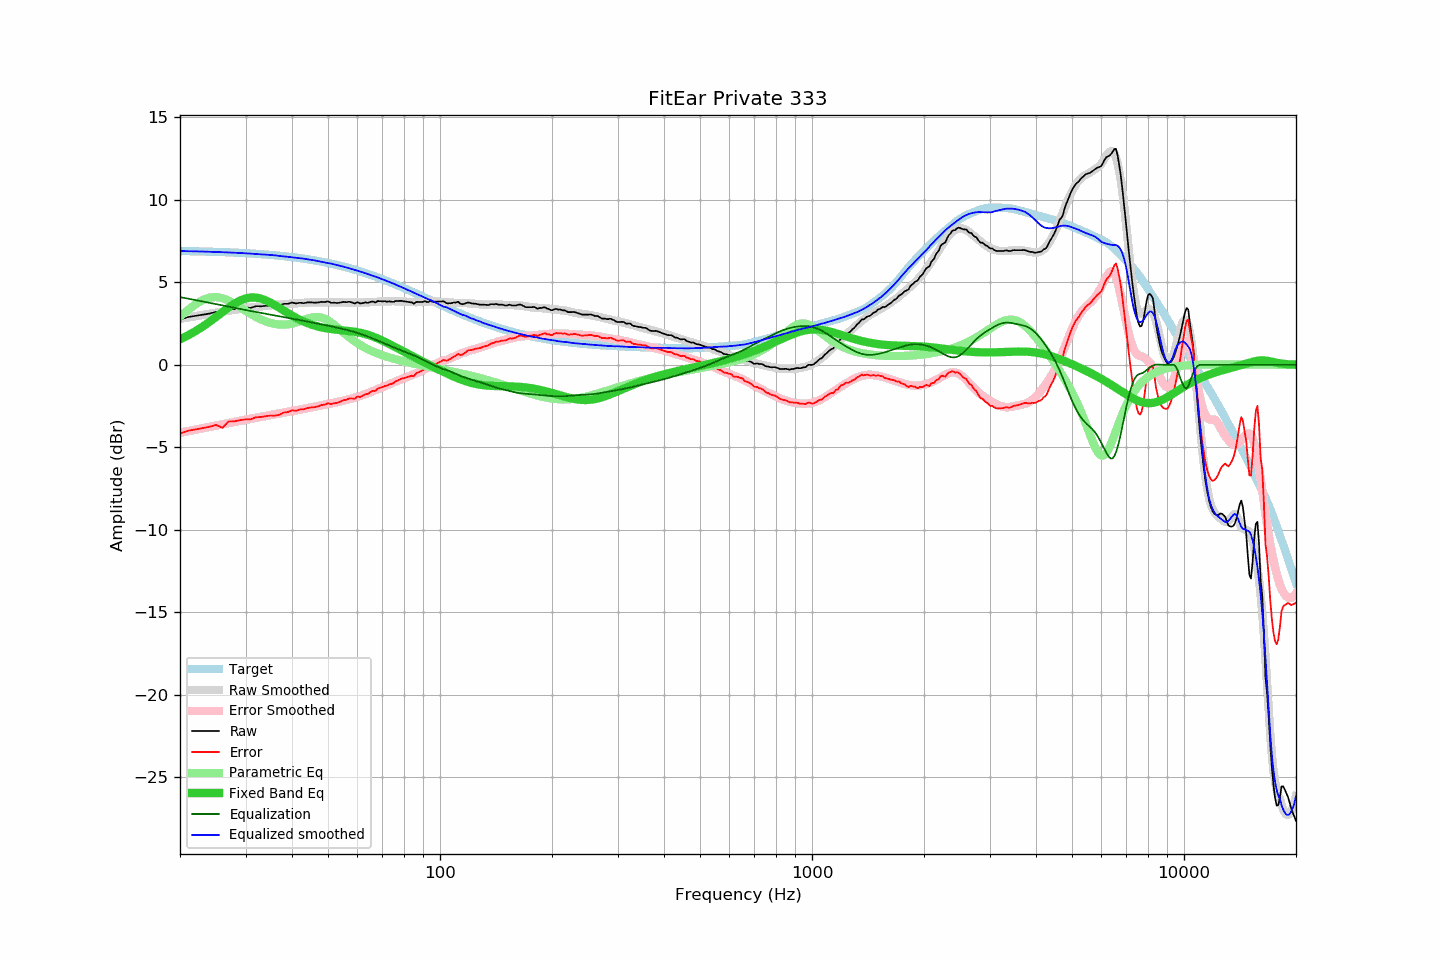 FitEar Private 333
15
10
5
0
−5
−10
−15
−20
−25
Amplitude (dBr)
Target
Raw Smoothed
Error Smoothed
Raw
Error
Parametric Eq
Fixed Band Eq
Equalization
Equalized smoothed
100 1000 10000
Frequency (Hz)